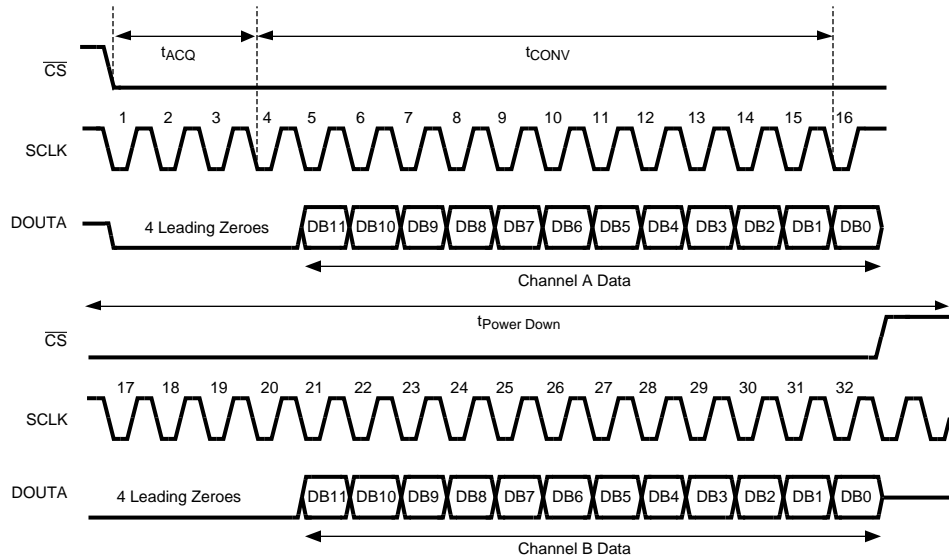 tACQ tCONV
CS
1 2 3 4 5 6 7 8 9 10 11 12 13 14 15 16
SCLK
DOUTA 4 Leading Zeroes DB11 DB10 DB9 DB8 DB7 DB6 DB5 DB4 DB3 DB2 DB1 DB0
Channel A Data
tPower Down
CS
17 18 19 20 21 22 23 24 25 26 27 28 29 30 31 32
SCLK
DOUTA 4 Leading Zeroes DB11 DB10 DB9 DB8 DB7 DB6 DB5 DB4 DB3 DB2 DB1 DB0
Channel B Data